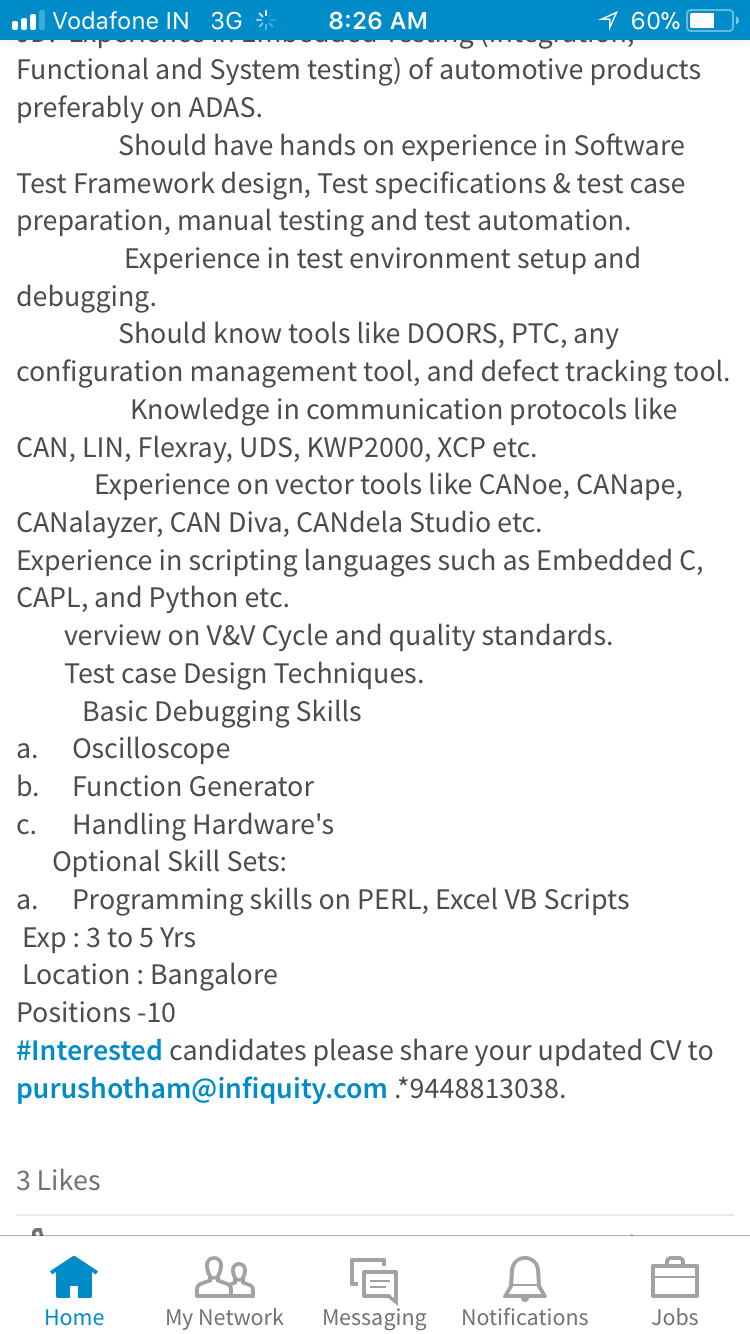 Vodafone IN 3G 8:26 AM 60%
JD: Experience in Embedded Testing (Integration,
Functional and System testing) of automotive products
preferably on ADAS.
Should have hands on experience in Software
Test Framework design, Test specifications & test case
preparation, manual testing and test automation.
Experience in test environment setup and
debugging.
Should know tools like DOORS, PTC, any
configuration management tool, and defect tracking tool.
Knowledge in communication protocols like
CAN, LIN, Flexray, UDS, KWP2000, XCP etc.
Experience on vector tools like CANoe, CANape,
CANalayzer, CAN Diva, CANdela Studio etc.
Experience in scripting languages such as Embedded C,
CAPL, and Python etc.
verview on V&V Cycle and quality standards.
Test case Design Techniques.
Basic Debugging Skills
a. Oscilloscope
b. Function Generator
c. Handling Hardware's
Optional Skill Sets:
a. Programming skills on PERL, Excel VB Scripts
Exp : 3 to 5 Yrs
Location : Bangalore
Positions -10
#Interested candidates please share your updated CV to
purushotham@infiquity.com .*9448813038.
3 Likes
Home My Network Messaging Notifications Jobs